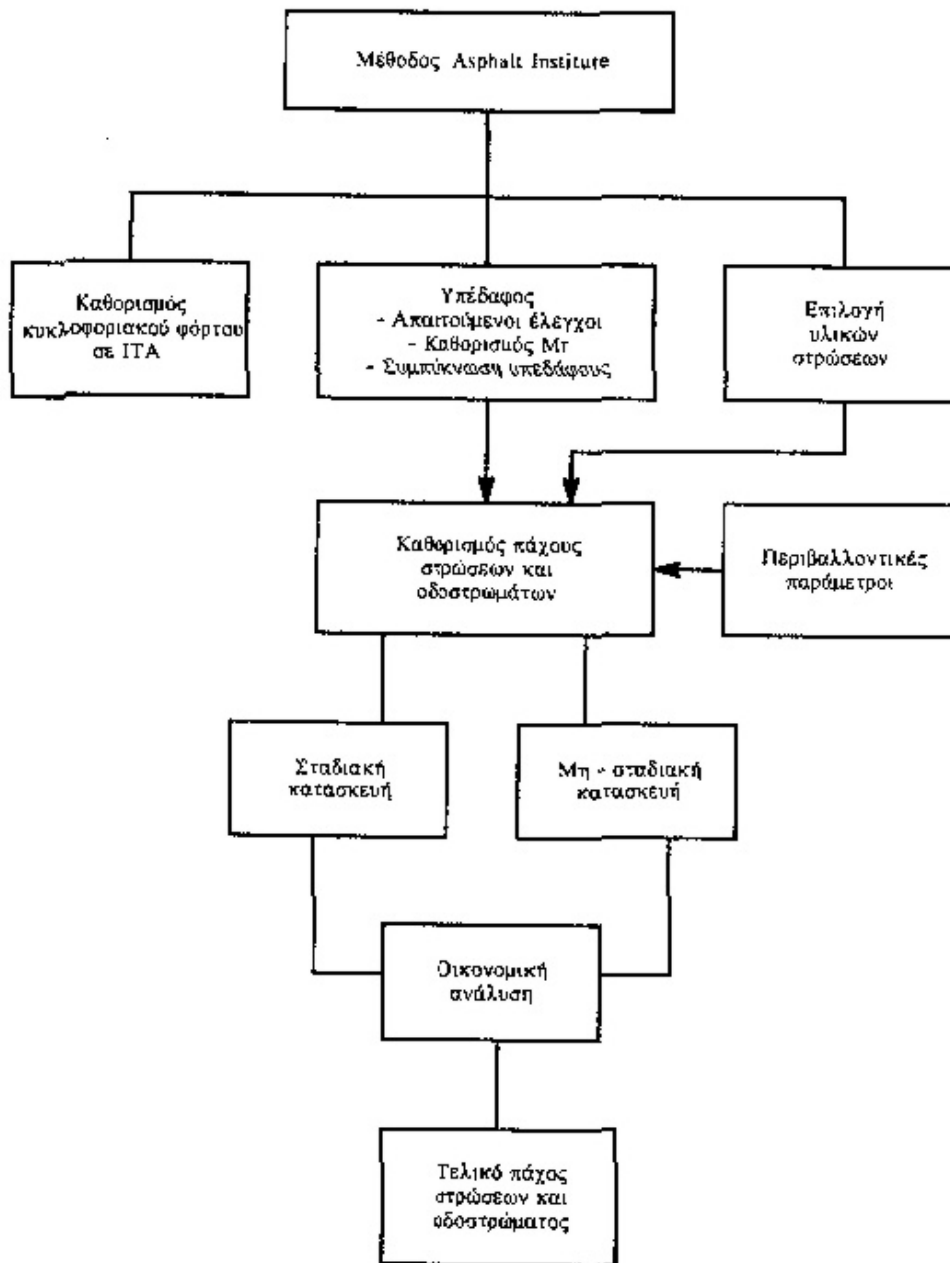 Μέθοδος Asphalt Institute
Καθορισμός
κυκλοφοριακού φόρτου
σε ΙΤΑ
Υπέδαφος
- Απαιτούμενοι έλεγχοι
- Καθορισμός Mr
- Συμπύκνωση υπεδάφους
Επιλογή
υλικών
στρώσεων
Καθορισμός πάχους
στρώσεων και
οδοστρωμάτων
Περιβαλλοντικές
παράμετροι
Σταδιακή
κατασκευή
Μη - σταδιακή
κατασκευή
Οικονομική
ανάλυση
Τελικό πάχος
στρώσεων και
οδοστρώματος